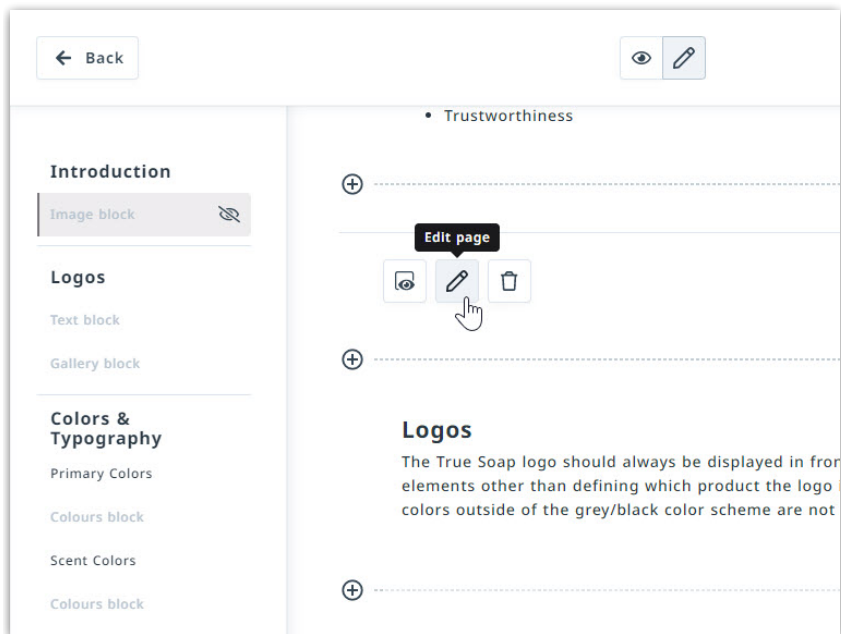 Back
Trustworthiness
Introduction
Image block
Edit page
Logos
Text block
Gallery block
Colors &
Typography
Primary Colors
Colours block
Scent Colors
Colours block
Logos
The True Soap logo should always be displayed in
elements other than defining which product the logo
colors outside of the grey/black color scheme are not